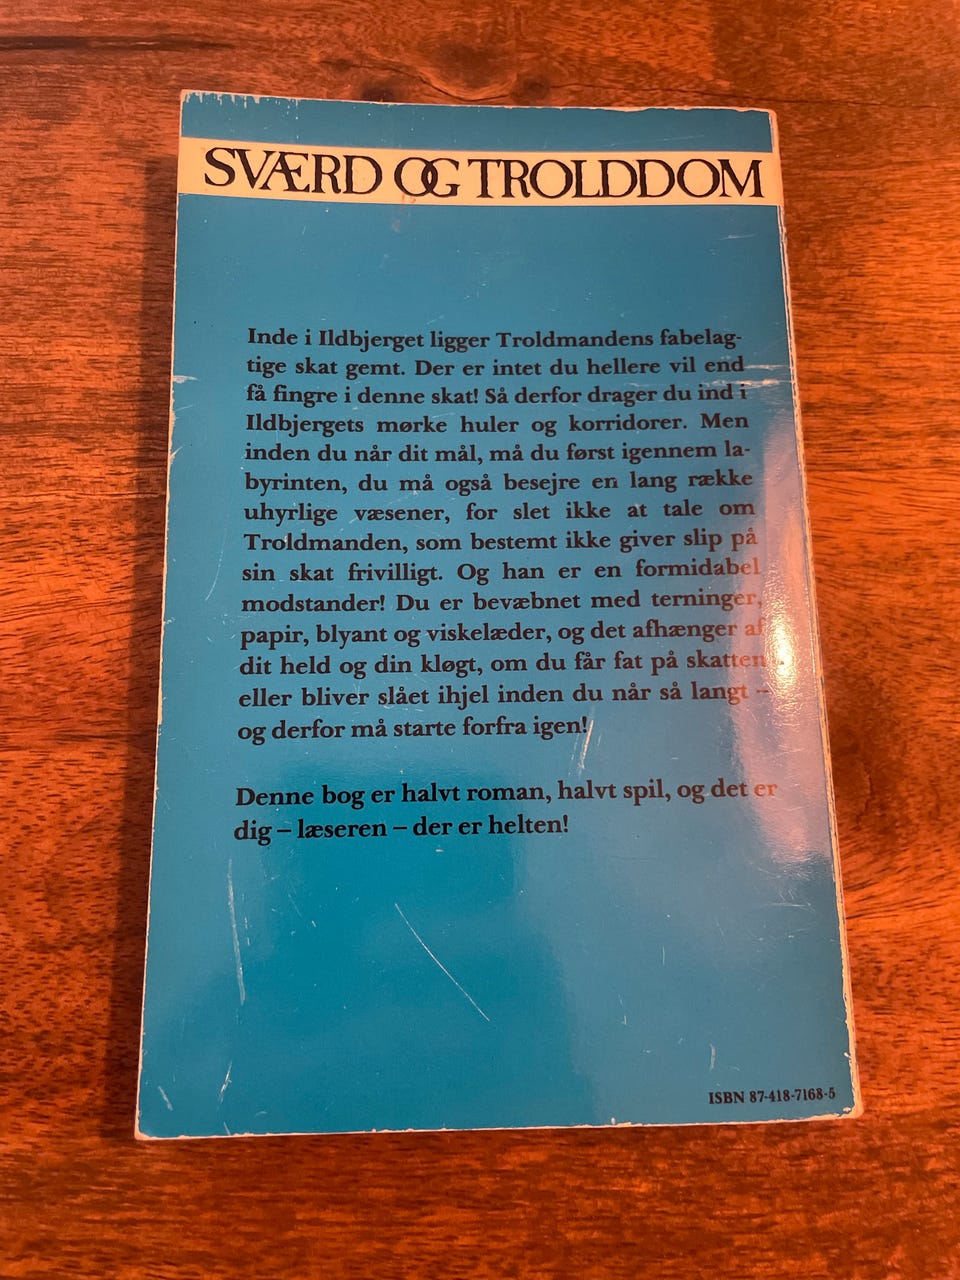 SVÆRD OG TROLDDOM
Inde i Ildbjerget ligger Troldmandens fabelag-
tige skat gemt. Der er intet du hellere vil end
få fingre i denne skat! Så derfor drager du ind i
Ildbjergets mørke huler og korridorer. Men
inden du når dit mål, må du først igennem la-
byrinten, du må også besejre en lang række
uhyrlige væsener, for slet ikke at tale om
Troldmanden, som bestemt ikke giver slip på
sin skat frivilligt. Og han er en formidabel
modstander! Du er bevæbnet med terninger,
papir, blyant og viskelæder, og det afhænger af
dit held og din kløgt, om du får fat på skatten
eller bliver slået ihjel inden du når så langt –
og derfor må starte forfra igen!
Denne bog er halvt roman, halvt spil, og det er
dig – læseren – der er helten!
ISBN 87-418-7168-5